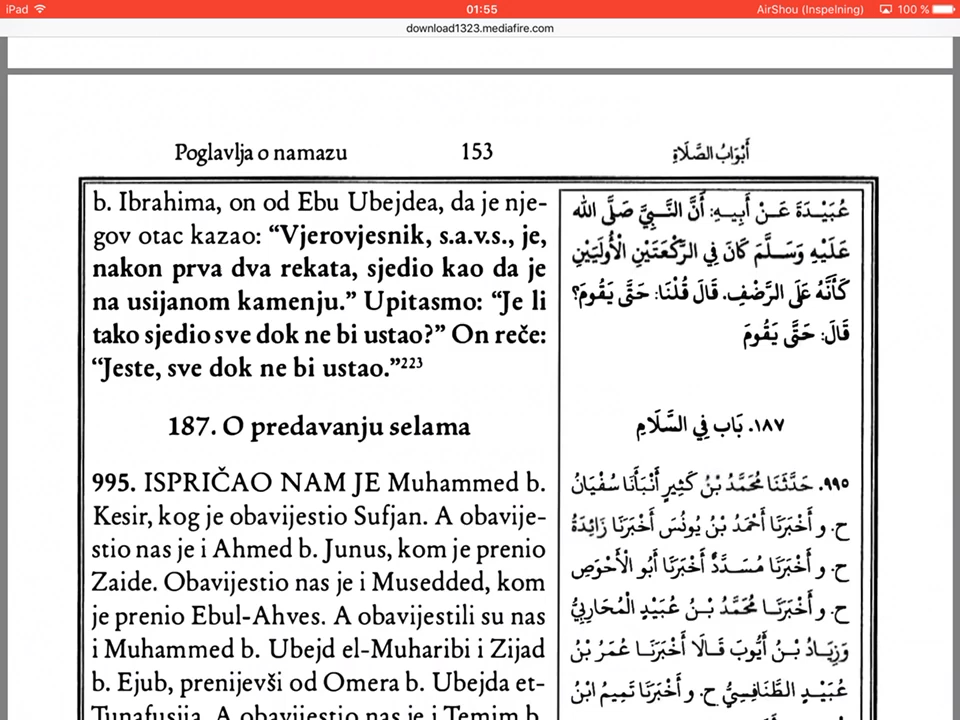 iPad
01:55
AirShou (Inspelning)
100 %
download1323.mediafire.com
Poglavlja o namazu
153
أَبْوَابُ الصَّلَاةِ
b. Ibrahima, on od Ebu Ubejdea, da je nje-
gov otac kazao: “Vjerovjesnik, s.a.v.s., je,
nakon prva dva rekata, sjedio kao da je
na usijanom kamenju.” Upitasmo: “Je li
tako sjedio sve dok ne bi ustao?” On reče:
“Jeste, sve dok ne bi ustao.”²²³
187. O predavanju selama
995. ISPRIČAO NAM JE Muhammed b.
Kesir, kog je obavijestio Sufjan. A obavije-
stio nas je i Ahmed b. Junus, kom je prenio
Zaide. Obavijestio nas je i Musedded, kom
je prenio Ebul-Ahves. A obavijestili su nas
i Muhammed b. Ubejd el-Muharibi i Zijad
b. Ejub, prenijevši od Omera b. Ubejda et-
Tunafusija. A obavijestio nas je i Temim b.
عُبَيْدَةَ عَنْ أَبِيهِ: أَنَّ النَّبِيَّ صَلَّى الله
عَلَيْهِ وَسَلَّمَ كَانَ فِي الرَّكْعَتَيْنِ الْأُولَيَيْنِ
كَأَنَّهُ عَلَى الرَّضْفِ. قَالَ قُلْنَا: حَتَّى يَقُومَ؟
قَالَ: حَتَّى يَقُومَ
١٨٧. بَاب فِي السَّلَامِ
٩٩٥. حَدَّثَنَا مُحَمَّدُ بْنُ كَثِيرٍ أَنْبَأَنَا سُفْيَانُ
ح. و أَخْبَرَنَا أَحْمَدُ بْنُ يُونُسَ أَخْبَرَنَا زَائِدَةُ
ح. و أَخْبَرَنَا مُسَدَّدٌ أَخْبَرَنَا أَبُو الْأَحْوَصِ
ح. و أَخْبَرَنَا مُحَمَّدُ بْنُ عُبَيْدٍ الْمُحَارِبِيُّ
وَزِيَادُ بْنُ أَيُّوبَ قَالَا أَخْبَرَنَا عُمَرُ بْنُ
عُبَيْدٍ الطَّنَافِسِيُّ ح. و أَخْبَرَنَا تَمِيمُ ابْنُ